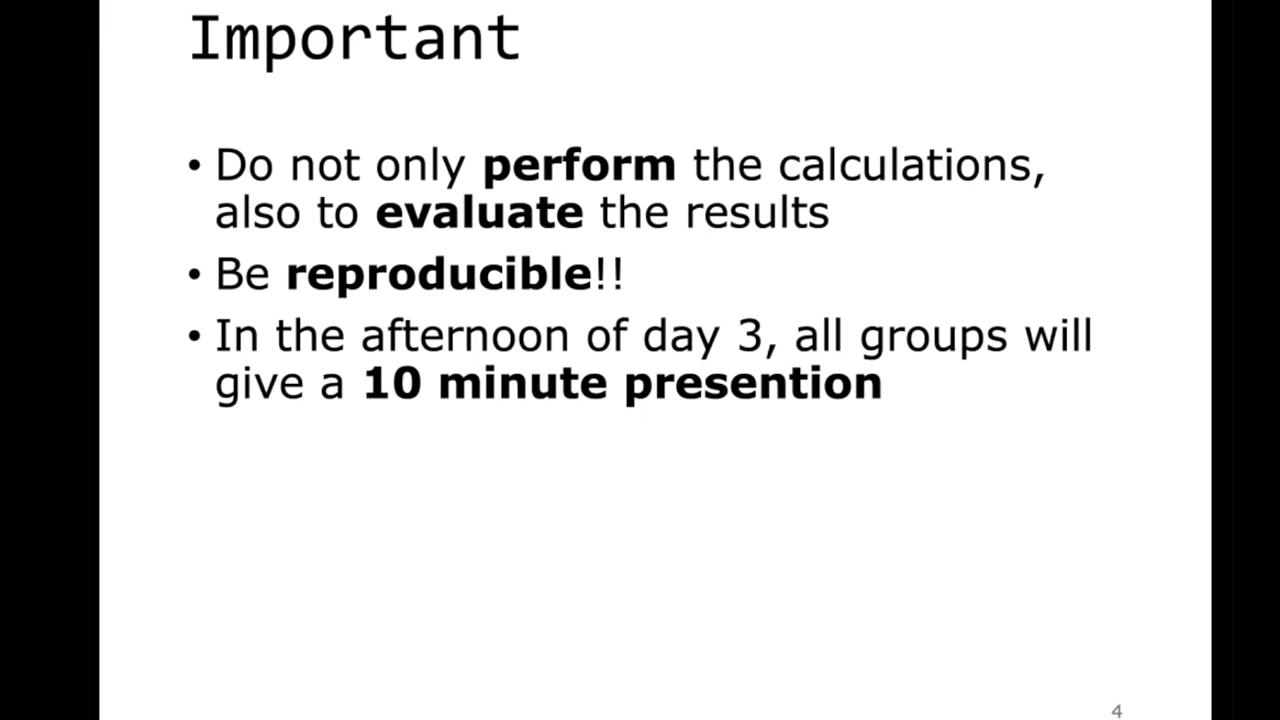 Important
• Do not only perform the calculations,
also to evaluate the results
• Be reproducible!!
• In the afternoon of day 3, all groups will
give a 10 minute presention
4